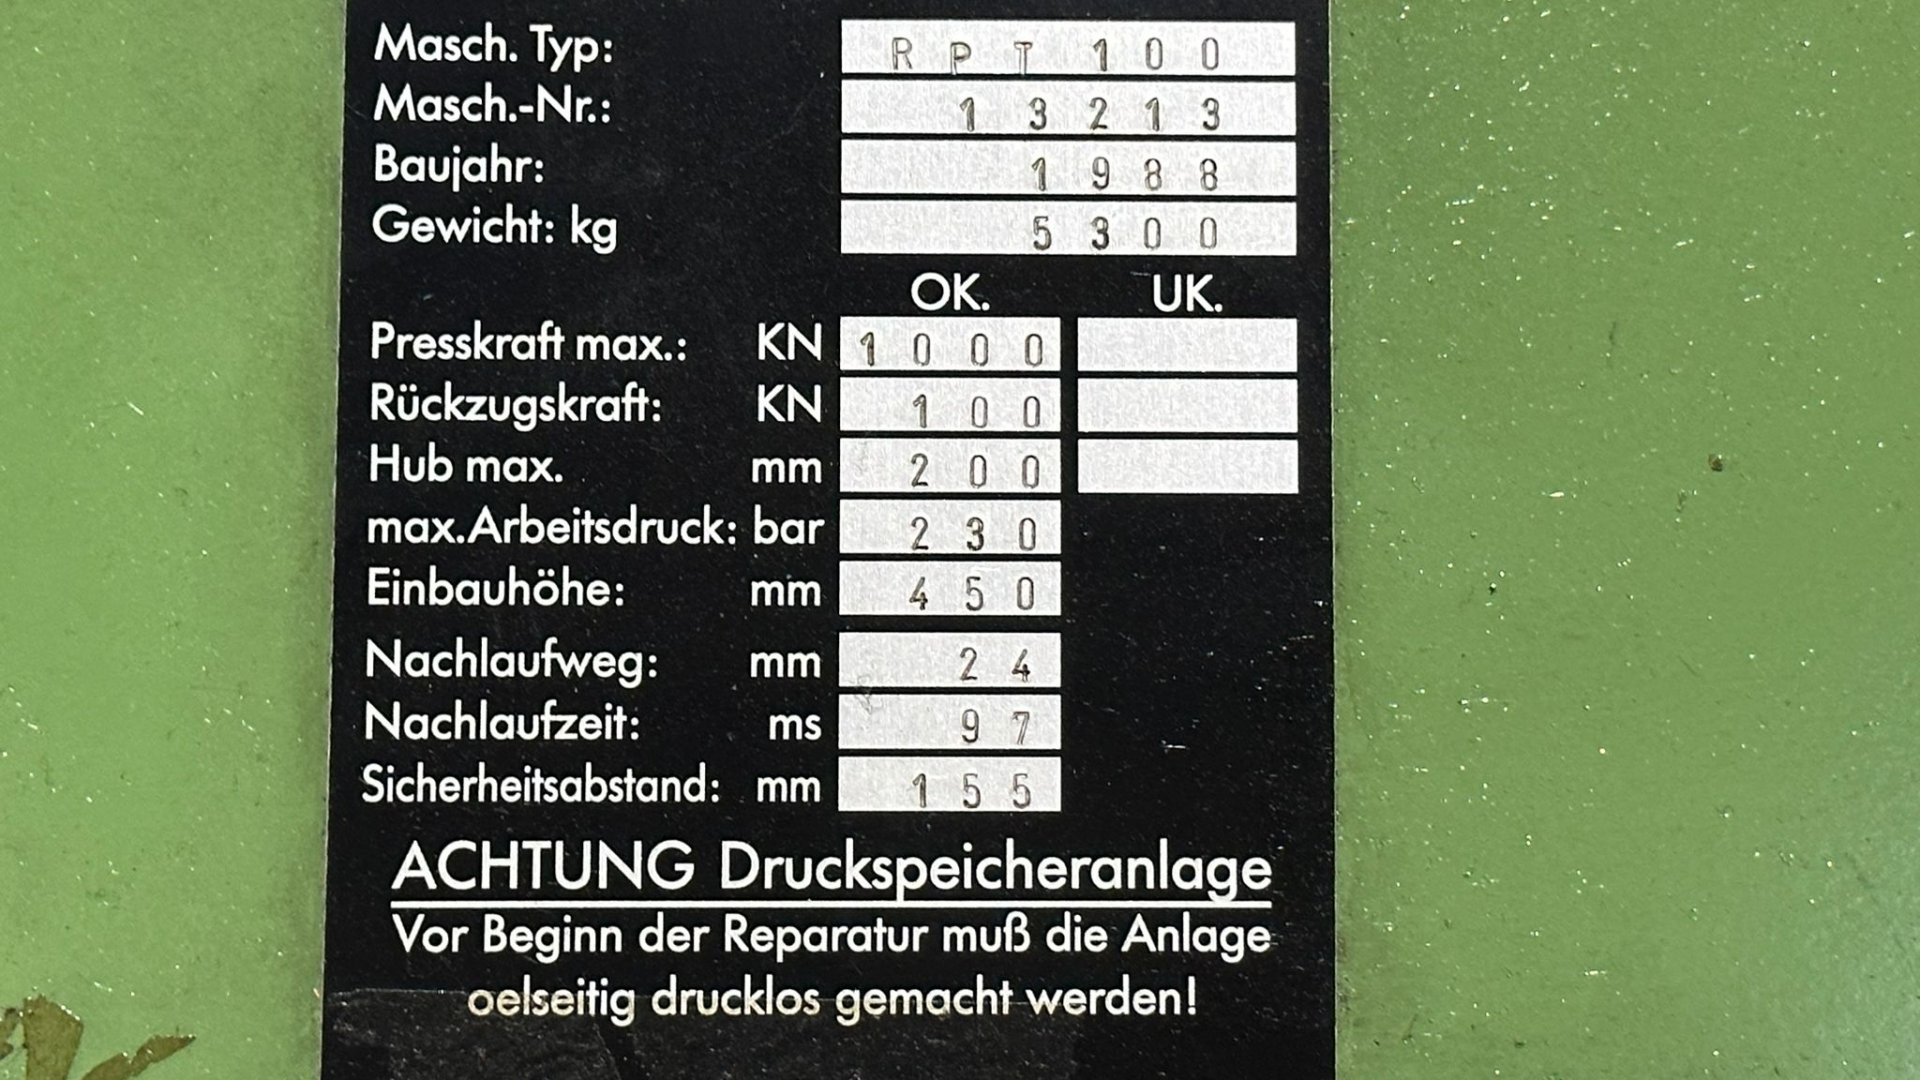 Masch. Typ: RPT 100
Masch.-Nr.: 13213
Baujahr: 1988
Gewicht: kg 5300
OK. UK.
Presskraft max.: KN 1000
Rückzugskraft: KN 100
Hub max. mm 200
max.Arbeitsdruck: bar 230
Einbauhöhe: mm 450
Nachlaufweg: mm 24
Nachlaufzeit: ms 97
Sicherheitsabstand: mm 155
ACHTUNG Druckspeicheranlage
Vor Beginn der Reparatur muß die Anlage
oelseitig drucklos gemacht werden!